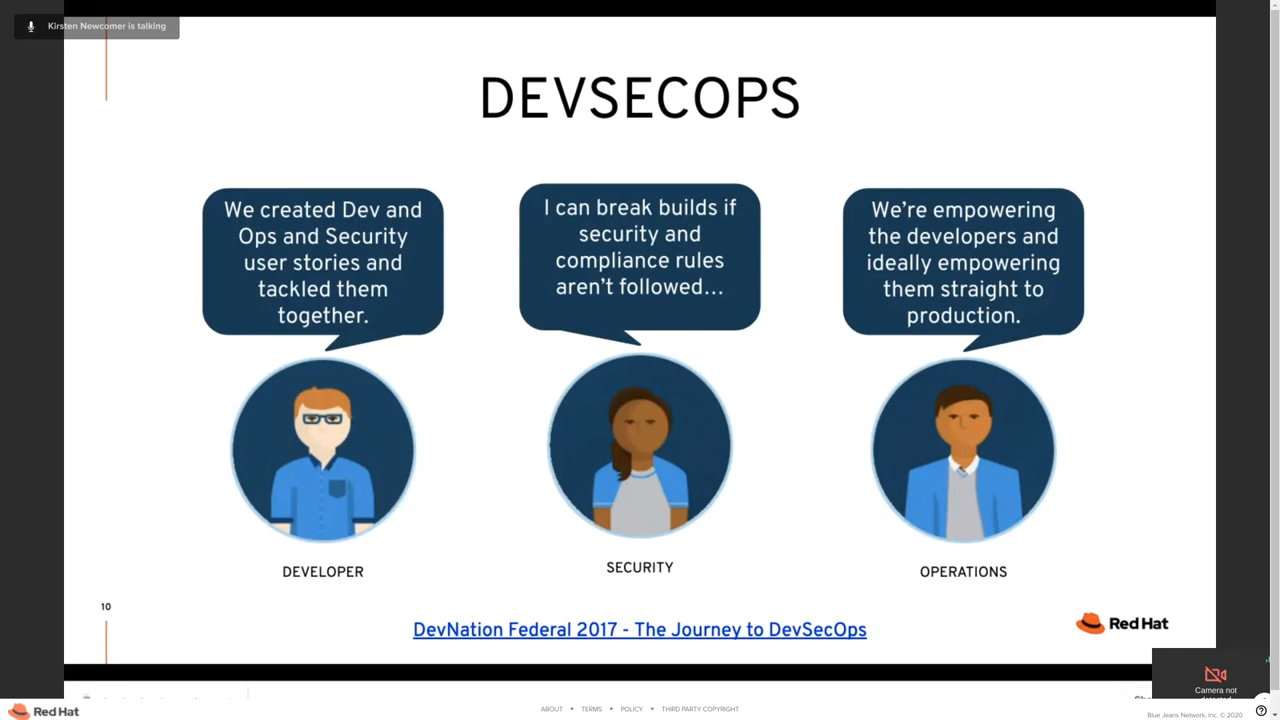 Kirsten Newcomer is talking
DEVSECOPS
We created Dev and
Ops and Security
user stories and
tackled them
together.
I can break builds if
security and
compliance rules
aren't followed...
We're empowering
the developers and
ideally empowering
them straight to
production.
DEVELOPER
SECURITY
OPERATIONS
10
DevNation Federal 2017 - The Journey to DevSecOps
Red Hat
Camera not
Red Hat
ABOUT • TERMS • POLICY • THIRD PARTY COPYRIGHT
Blue Jeans Network, Inc. © 2020